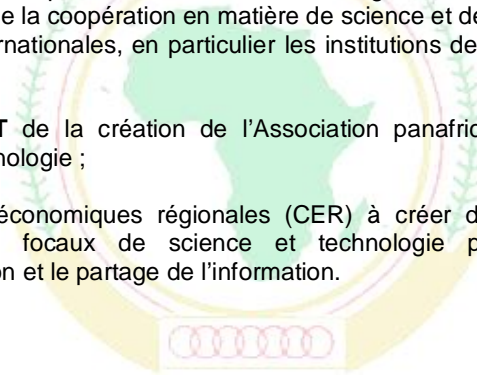 e la coopération en matière de science et de
ernationales, en particulier les institutions de
T de la création de l'Association panafric
nologie ;
économiques régionales (CER) à créer d
focaux de science et technologie p
on et le partage de l'information.